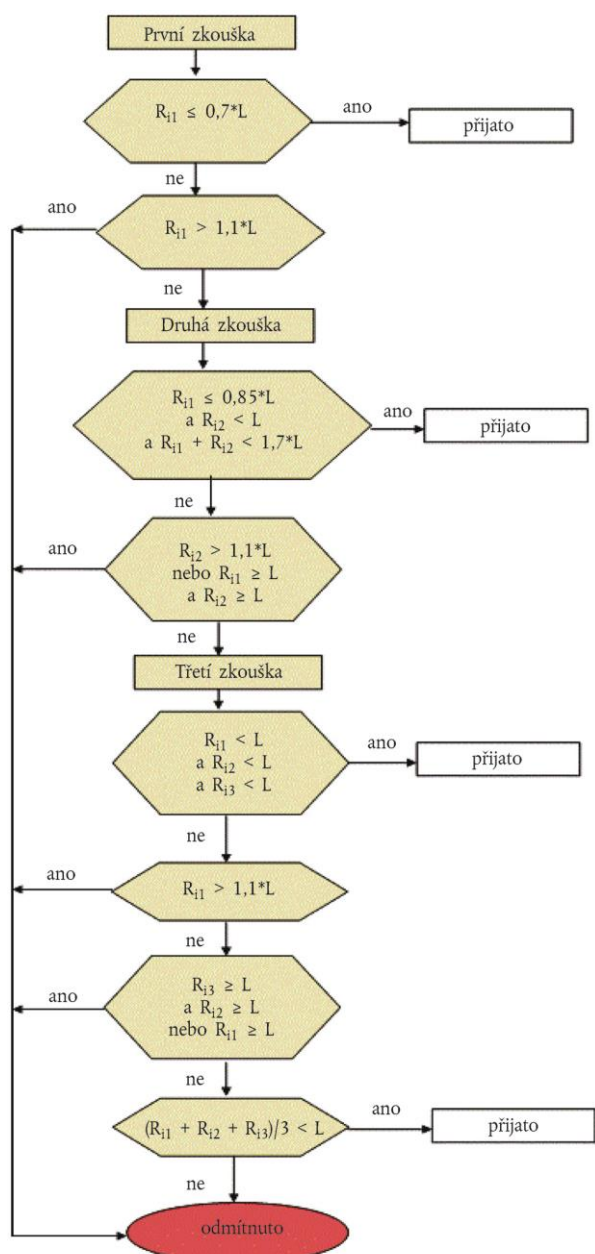 První zkouška
R_i1 ≤ 0,7*L
ano
přijato
ne
ano
R_i1 > 1,1*L
ne
Druhá zkouška
R_i1 ≤ 0,85*L
a R_i2 < L
a R_i1 + R_i2 < 1,7*L
ano
přijato
ne
ano
R_i2 > 1,1*L
nebo R_i1 ≥ L
a R_i2 ≥ L
ne
Třetí zkouška
R_i1 < L
a R_i2 < L
a R_i3 < L
ano
přijato
ne
ano
R_i1 > 1,1*L
ne
ano
R_i3 ≥ L
a R_i2 ≥ L
nebo R_i1 ≥ L
ne
(R_i1 + R_i2 + R_i3)/3 < L
ano
přijato
ne
odmítnuto